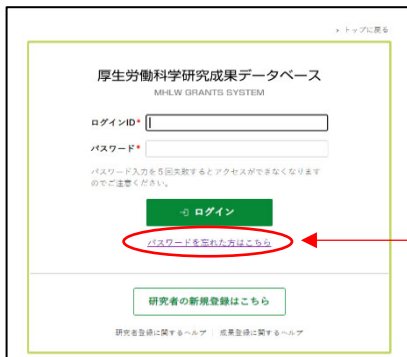 ▸ トップに戻る
厚生労働科学研究成果データベース
MHLW GRANTS SYSTEM
ログインID*
パスワード*
パスワード入力を5回失敗するとアクセスができなくなります
のでご注意ください。
ログイン
パスワードを忘れた方はこちら
研究者の新規登録はこちら
研究者登録に関するヘルプ | 成果登録に関するヘルプ